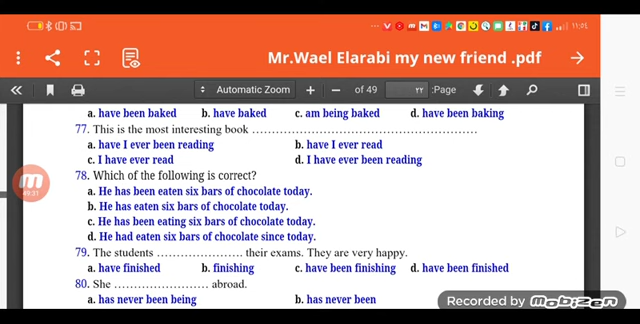 ١١:٥٤
Mr.Wael Elarabi my new friend .pdf
Automatic Zoom
of 49
٢٢
:Page
a. have been baked b. have baked c. am being baked d. have been baking
77. This is the most interesting book ……………………………………………
a. have I ever been reading b. have I ever read
c. I have ever read d. I have ever been reading
78. Which of the following is correct?
a. He has been eaten six bars of chocolate today.
b. He has eaten six bars of chocolate today.
c. He has been eating six bars of chocolate today.
d. He had eaten six bars of chocolate since today.
79. The students …………………. their exams. They are very happy.
a. have finished b. finishing c. have been finishing d. have been finished
80. She …………………… abroad.
a. has never been being b. has never been
49:31
Recorded by Mobizen